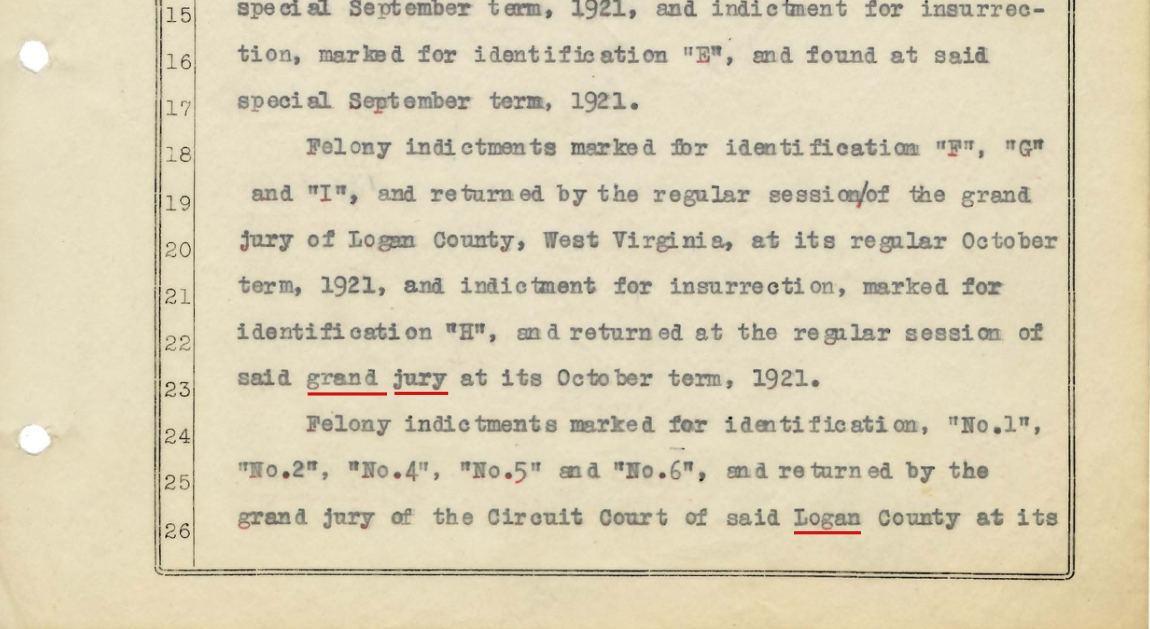 15 special September term, 1921, and indictment for insurrec-
16 tion, marked for identification "E", and found at said
17 special September term, 1921.
18 Felony indictments marked for identification "F", "G"
19 and "I", and returned by the regular session/of the grand
20 jury of Logan County, West Virginia, at its regular October
21 term, 1921, and indictment for insurrection, marked for
22 identification "H", and returned at the regular session of
23 said grand jury at its October term, 1921.
24 Felony indictments marked for identification, "No.1",
25 "No.2", "No.4", "No.5" and "No.6", and returned by the
26 grand jury of the Circuit Court of said Logan County at its